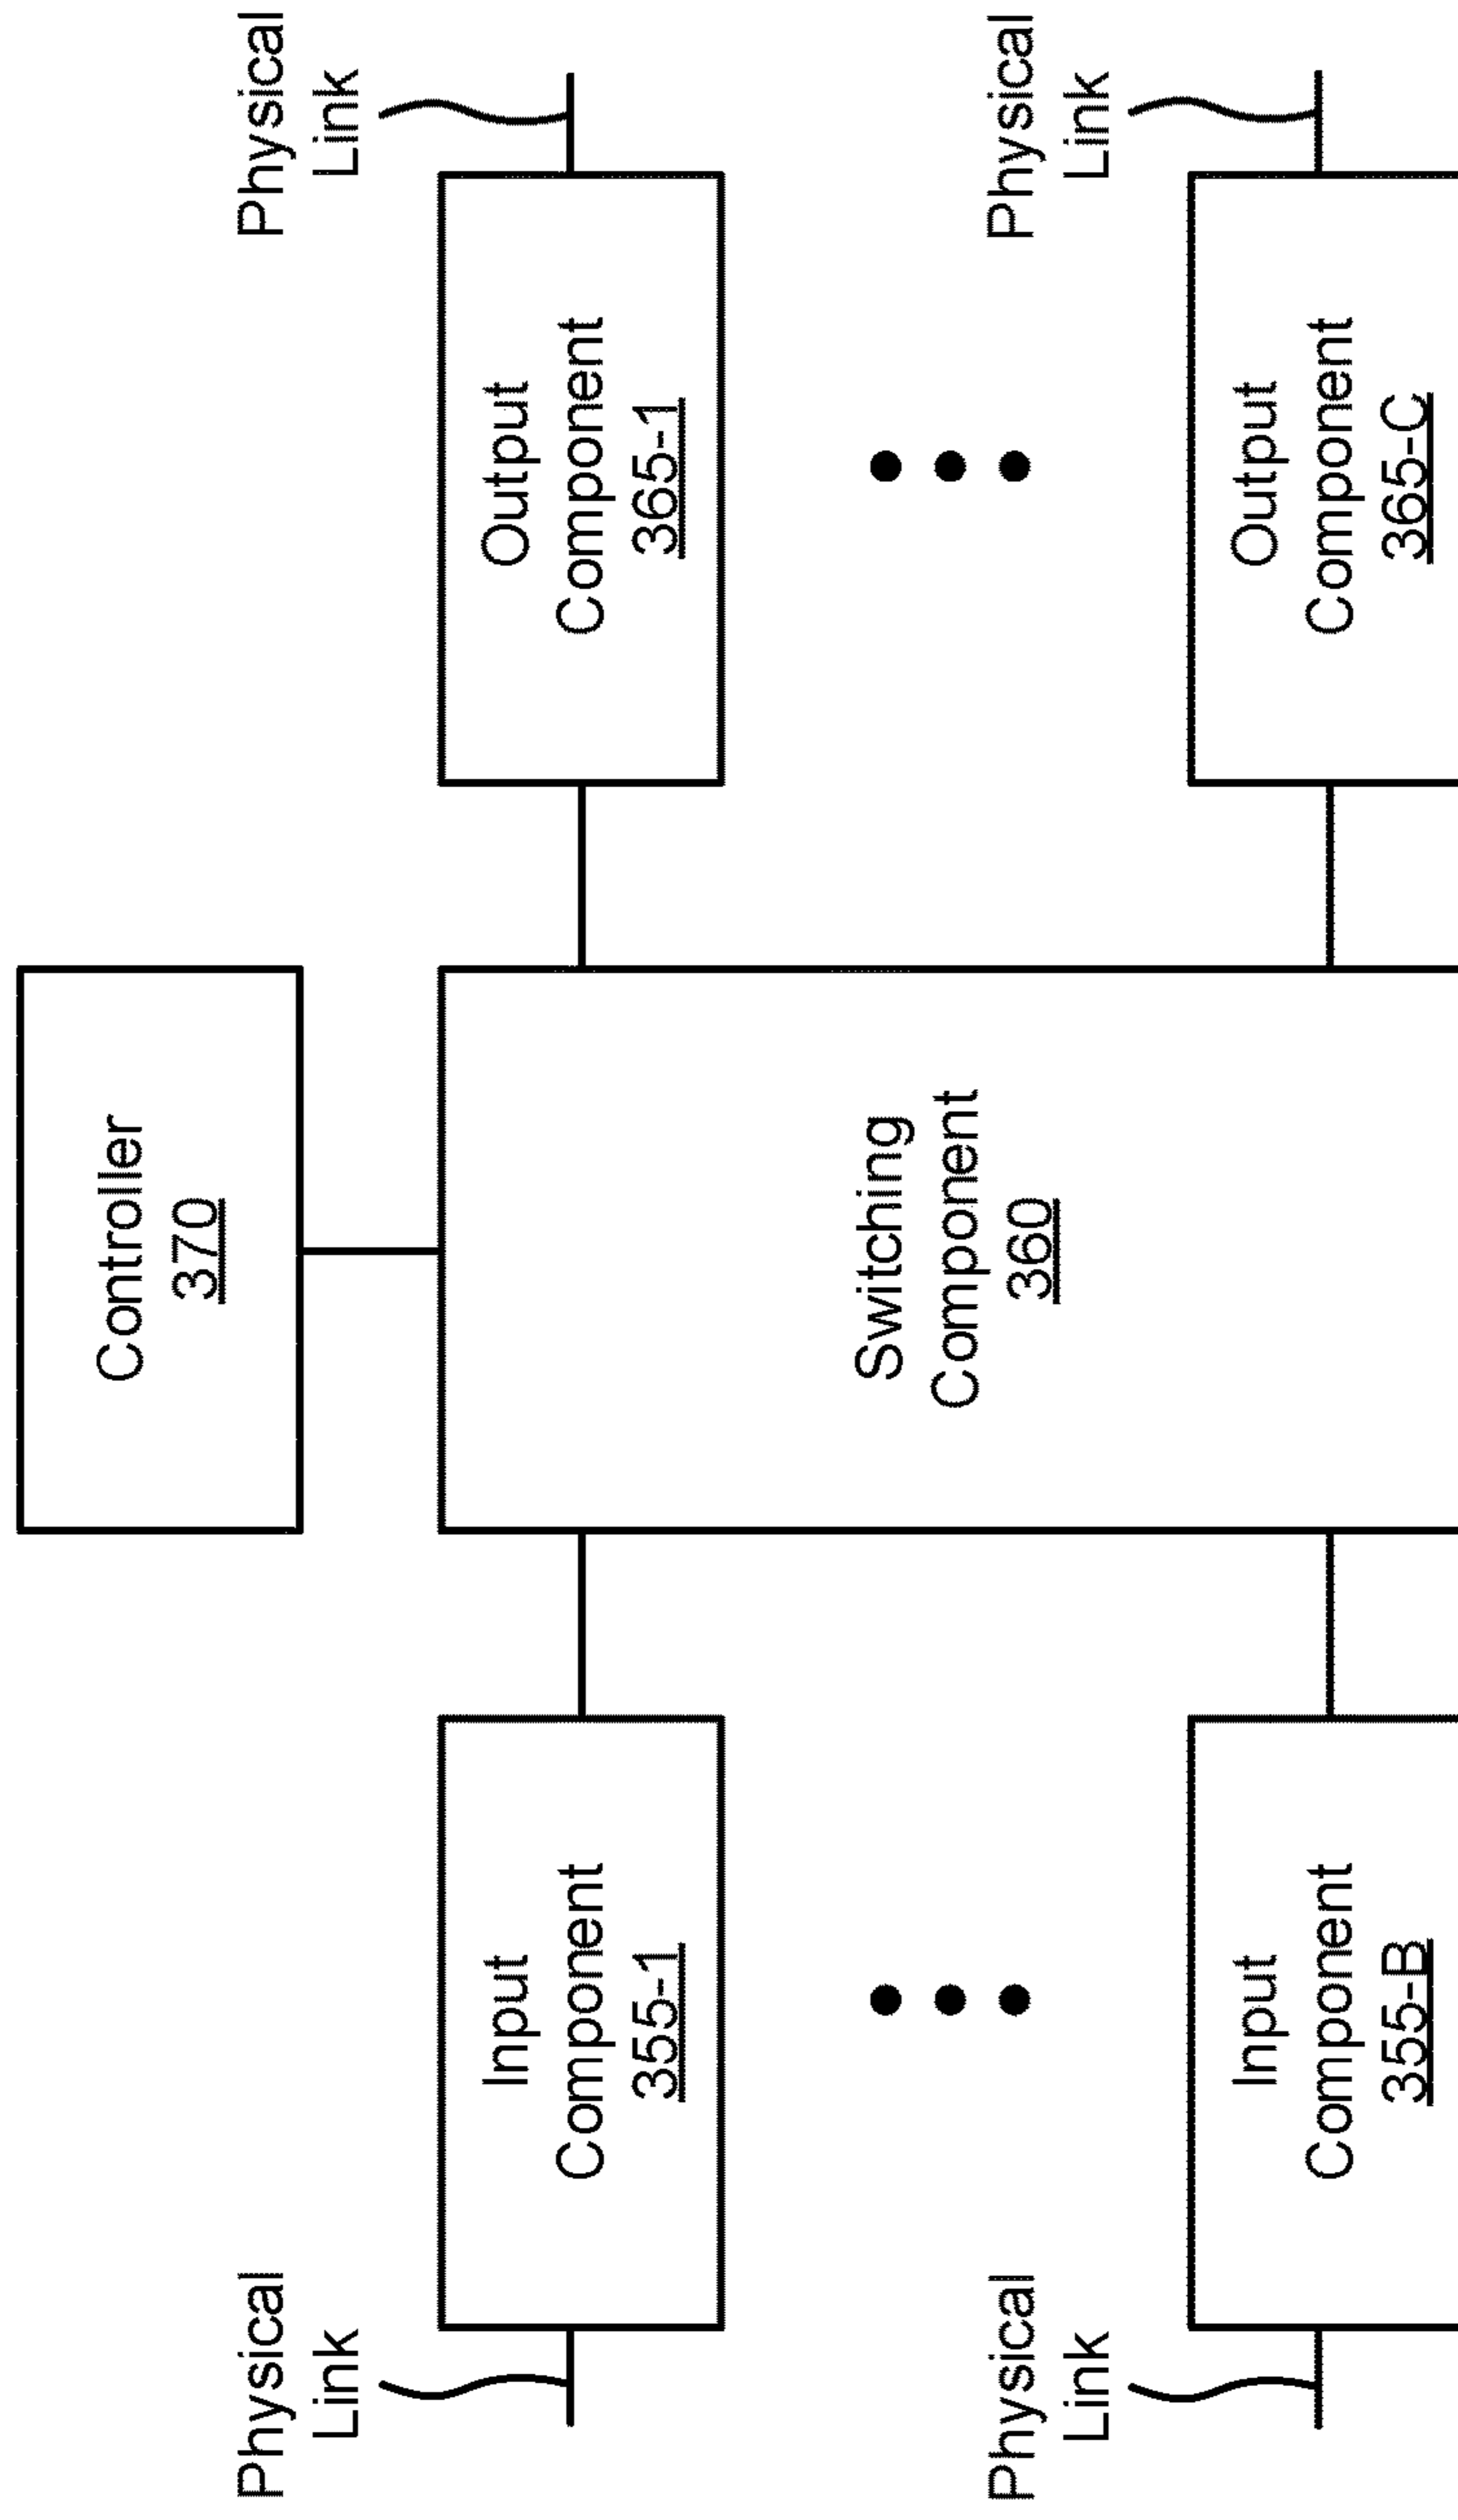 Controller
370
Physical
Link
Input
Component
355-1
Switching
Component
360
Output
Component
365-1
Physical
Link
Physical
Link
Input
Component
355-B
Output
Component
365-C
Physical
Link